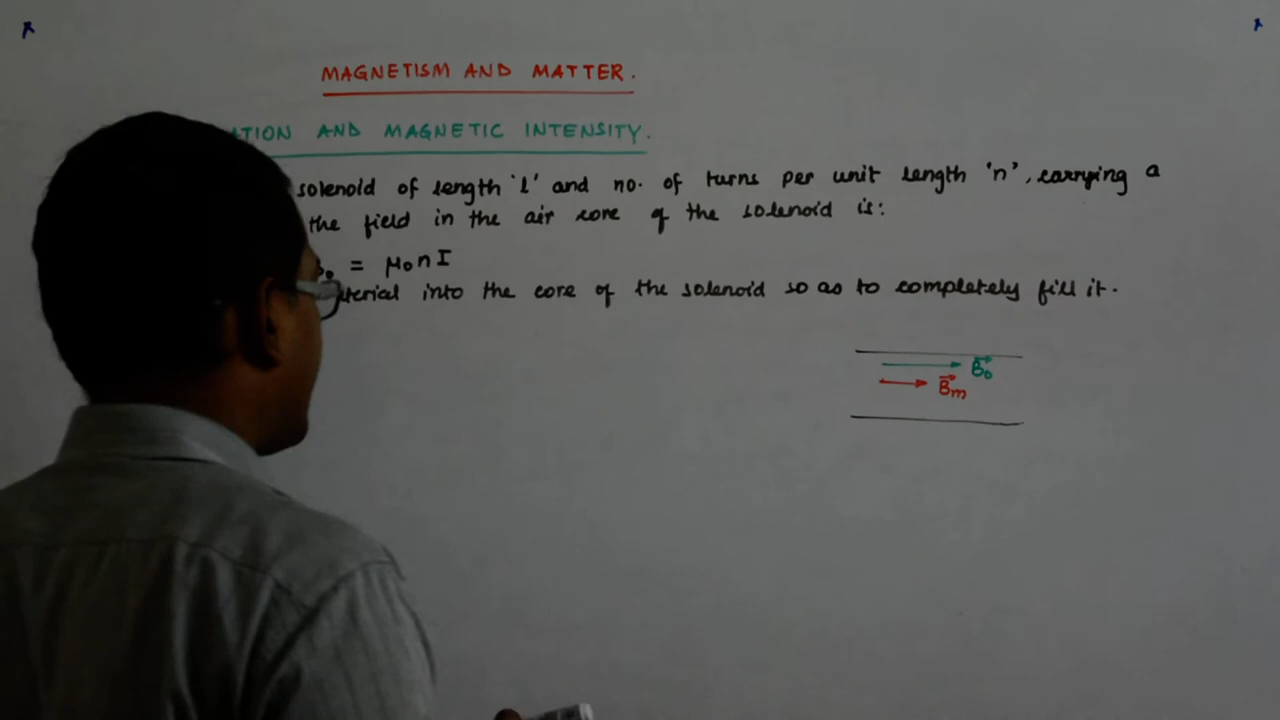 MAGNETISM AND MATTER.
ATION AND MAGNETIC INTENSITY.
solenoid of length 'l' and no. of turns per unit length 'n', carrying a
the field in the air core of the solenoid is:
B₀ = μ₀nI
aterial into the core of the solenoid so as to completely fill it.
B⃗₀
B⃗m